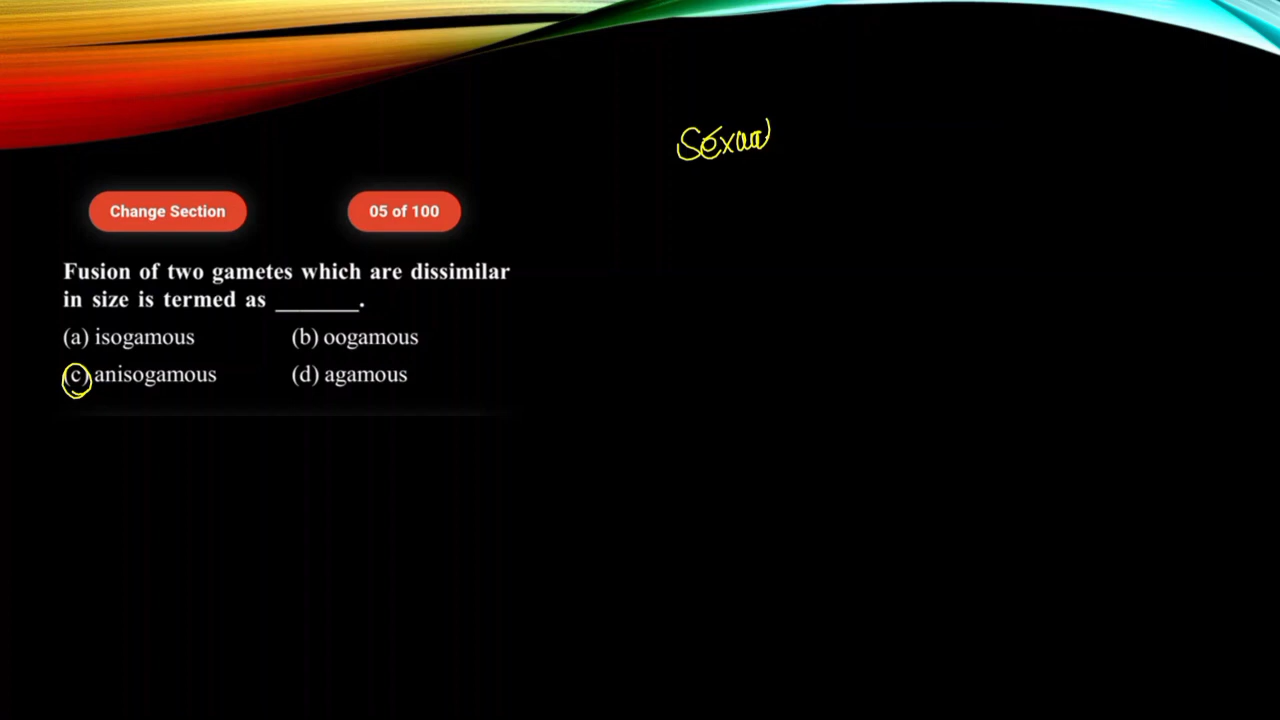 Sexual
Change Section
05 of 100
Fusion of two gametes which are dissimilar
in size is termed as _______.
(a) isogamous (b) oogamous
(c) anisogamous (d) agamous